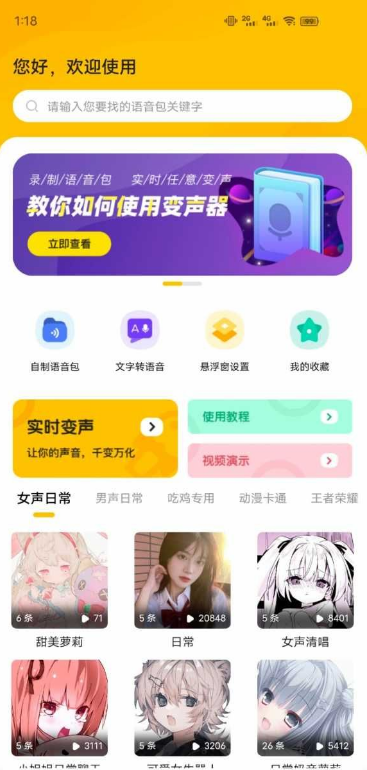 1:18
2G 4G
您好，欢迎使用
请输入您要找的语音包关键字
录/制/语/音/包 实/时/任/意/变/声
教你如何使用变声器
立即查看
自制语音包 文字转语音 悬浮窗设置 我的收藏
实时变声
让你的声音，千变万化
使用教程
视频演示
女声日常 男声日常 吃鸡专用 动漫卡通 王者荣耀
6 条 71 5 条 20848 5 条 8401
甜美萝莉 日常 女声清唱
5 条 3111 5 条 3206 26 条 5412